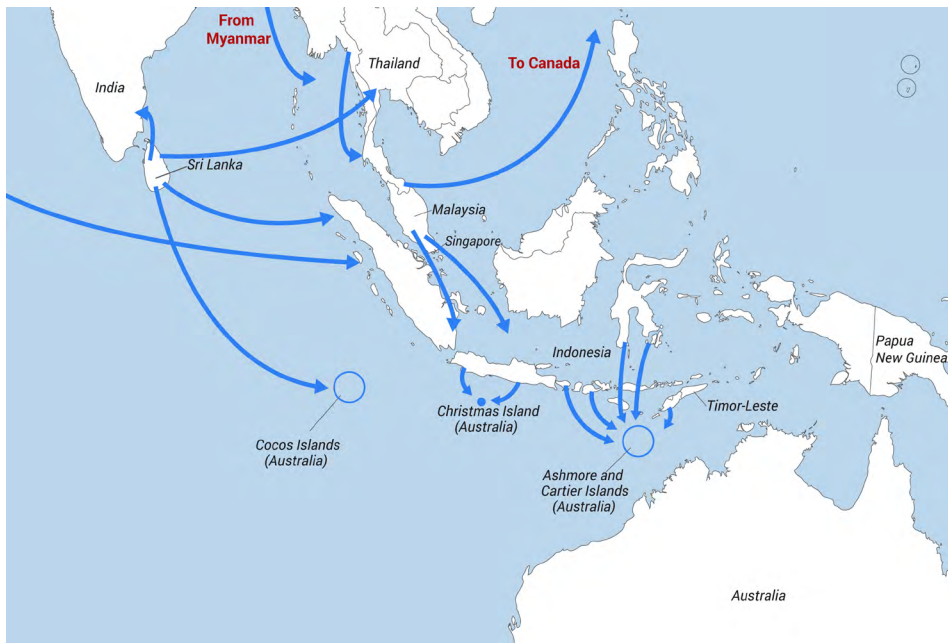 From
Myanmar
Thailand
To Canada
India
Sri Lanka
Malaysia
Singapore
Indonesia
Papua
New Guinea
Timor-Leste
Christmas Island
(Australia)
Cocos Islands
(Australia)
Ashmore and
Cartier Islands
(Australia)
Australia